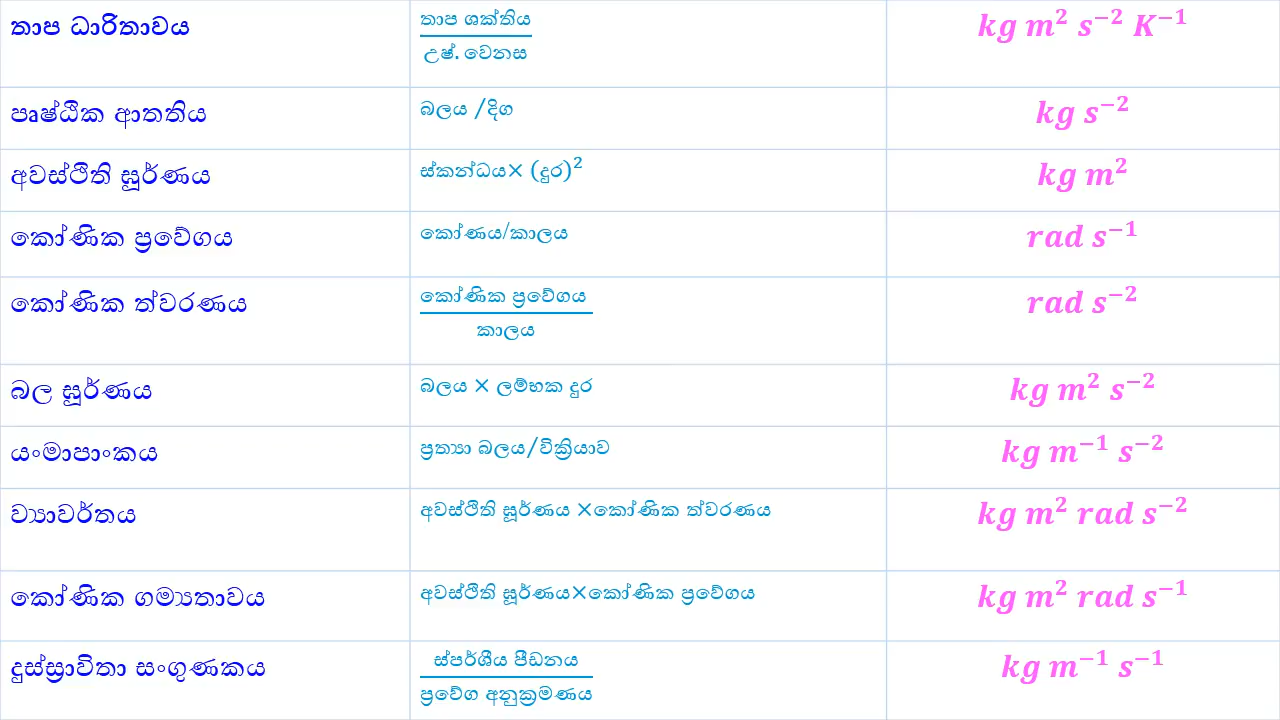 තාප ධාරිතාවය
තාප ශක්තිය
උෂ්. වෙනස
kg m² s⁻² K⁻¹
පෘෂ්ඨික ආතතිය
බලය /දිග
kg s⁻²
අවස්ථිති ඝූර්ණය
ස්කන්ධය× (දුර)²
kg m²
කෝණික ප්‍රවේගය
කෝණය/කාලය
rad s⁻¹
කෝණික ත්වරණය
කෝණික ප්‍රවේගය
කාලය
rad s⁻²
බල ඝූර්ණය
බලය × ලම්භක දුර
kg m² s⁻²
යංමාපාංකය
ප්‍රත්‍යා බලය/වික්‍රියාව
kg m⁻¹ s⁻²
ව්‍යාවර්තය
අවස්ථිති ඝූර්ණය ×කෝණික ත්වරණය
kg m² rad s⁻²
කෝණික ගම්‍යතාවය
අවස්ථිති ඝූර්ණය×කෝණික ප්‍රවේගය
kg m² rad s⁻¹
දුස්ස්‍රාවිතා සංගුණකය
ස්පර්ශීය පීඩනය
ප්‍රවේග අනුක්‍රමණය
kg m⁻¹ s⁻¹